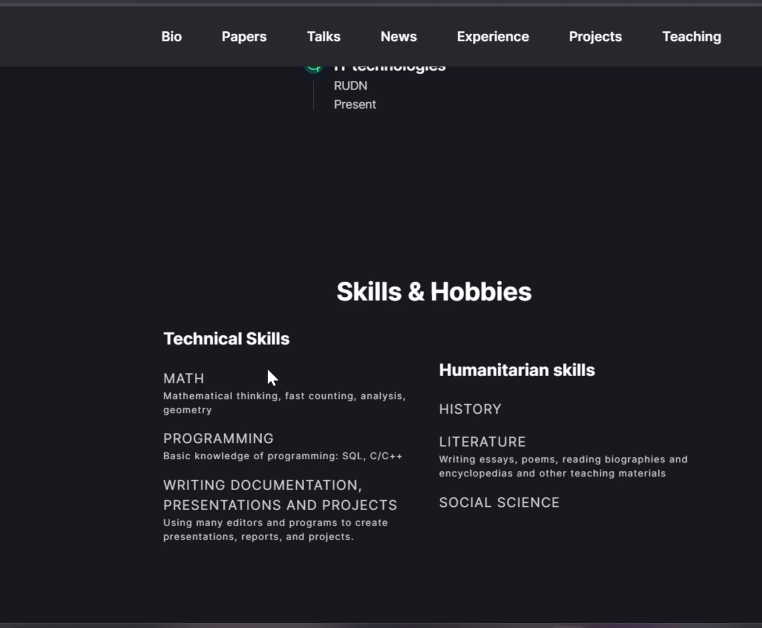 Bio Papers Talks News Experience Projects Teaching
IT technologies
RUDN
Present
Skills & Hobbies
Technical Skills
MATH
Mathematical thinking, fast counting, analysis,
geometry
PROGRAMMING
Basic knowledge of programming: SQL, C/C++
WRITING DOCUMENTATION,
PRESENTATIONS AND PROJECTS
Using many editors and programs to create
presentations, reports, and projects.
Humanitarian skills
HISTORY
LITERATURE
Writing essays, poems, reading biographies and
encyclopedias and other teaching materials
SOCIAL SCIENCE